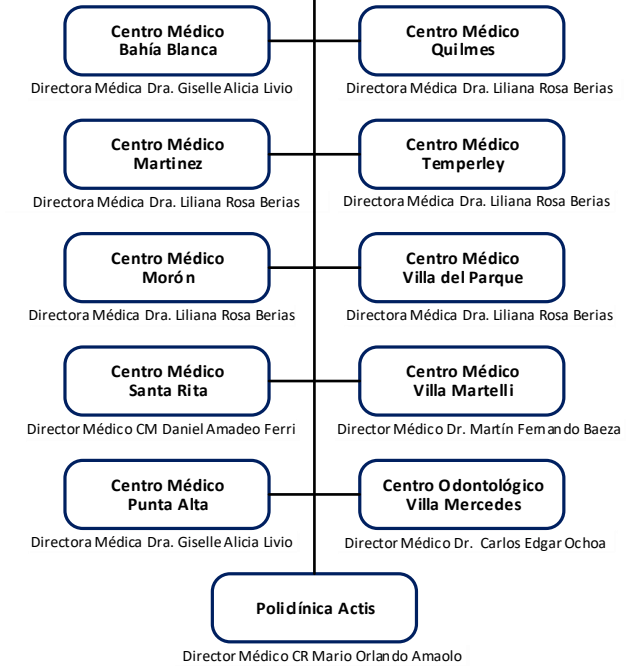 Centro Médico
Bahía Blanca
Directora Médica Dra. Giselle Alicia Livio
Centro Médico
Quilmes
Directora Médica Dra. Liliana Rosa Berias
Centro Médico
Martinez
Directora Médica Dra. Liliana Rosa Berias
Centro Médico
Temperley
Directora Médica Dra. Liliana Rosa Berias
Centro Médico
Morón
Directora Médica Dra. Liliana Rosa Berias
Centro Médico
Villa del Parque
Directora Médica Dra. Liliana Rosa Berias
Centro Médico
Santa Rita
Director Médico CM Daniel Amadeo Ferri
Centro Médico
Villa Martelli
Director Médico Dr. Martín Fernando Baeza
Centro Médico
Punta Alta
Directora Médica Dra. Giselle Alicia Livio
Centro Odontológico
Villa Mercedes
Director Médico Dr. Carlos Edgar Ochoa
Policlínica Actis
Director Médico CR Mario Orlando Amaolo